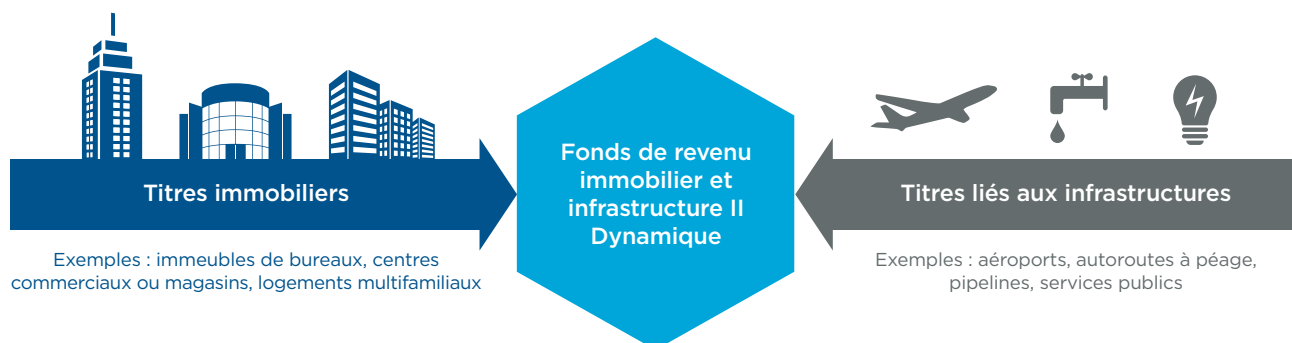 Titres immobiliers
Exemples : immeubles de bureaux, centres
commerciaux ou magasins, logements multifamiliaux
Fonds de revenu
immobilier et
infrastructure II
Dynamique
Titres liés aux infrastructures
Exemples : aéroports, autoroutes à péage,
pipelines, services publics